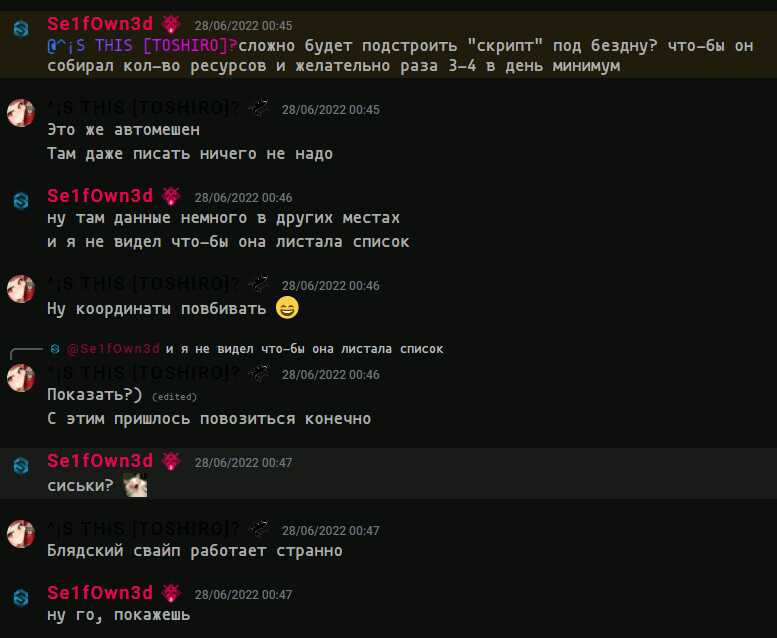 Se1fOwn3d 28/06/2022 00:45
@^¡S THIS [TOSHIRO]?сложно будет подстроить "скрипт" под бездну? что-бы он
собирал кол-во ресурсов и желательно раза 3-4 в день минимум
^¡S THIS [TOSHIRO]? 28/06/2022 00:45
Это же автомешен
Там даже писать ничего не надо
Se1fOwn3d 28/06/2022 00:46
ну там данные немного в других местах
и я не видел что-бы она листала список
^¡S THIS [TOSHIRO]? 28/06/2022 00:46
Ну координаты повбивать
@Se1fOwn3d и я не видел что-бы она листала список
^¡S THIS [TOSHIRO]? 28/06/2022 00:46
Показать?) (edited)
С этим пришлось повозиться конечно
Se1fOwn3d 28/06/2022 00:47
сиськи?
^¡S THIS [TOSHIRO]? 28/06/2022 00:47
Блядский свайп работает странно
Se1fOwn3d 28/06/2022 00:47
ну го, покажешь